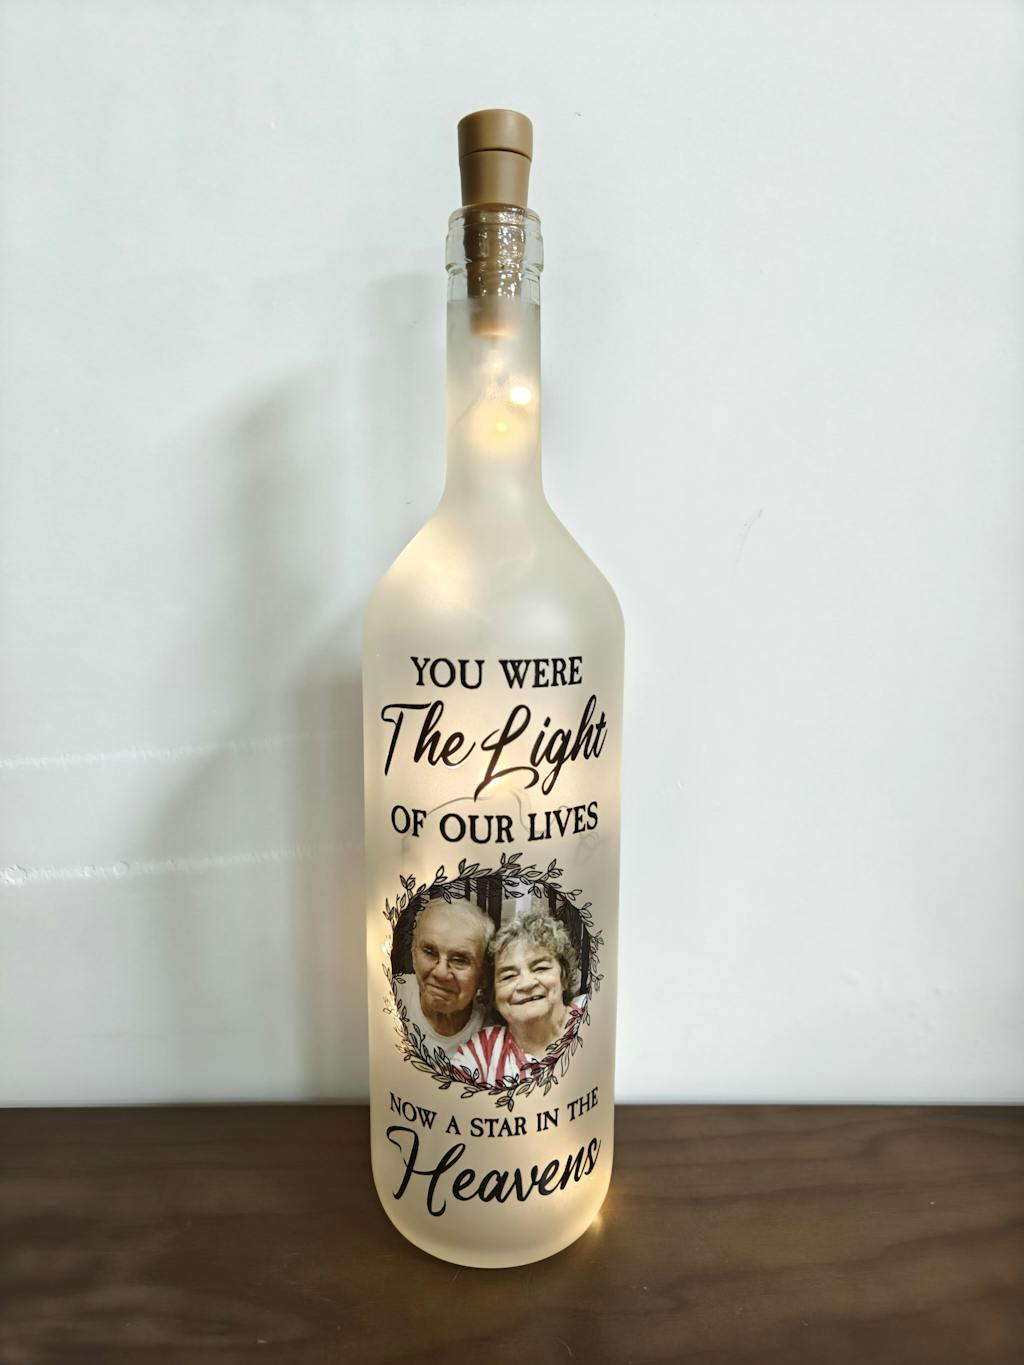 YOU WERE
The Light
OF OUR LIVES
NOW A STAR IN THE
Heavens